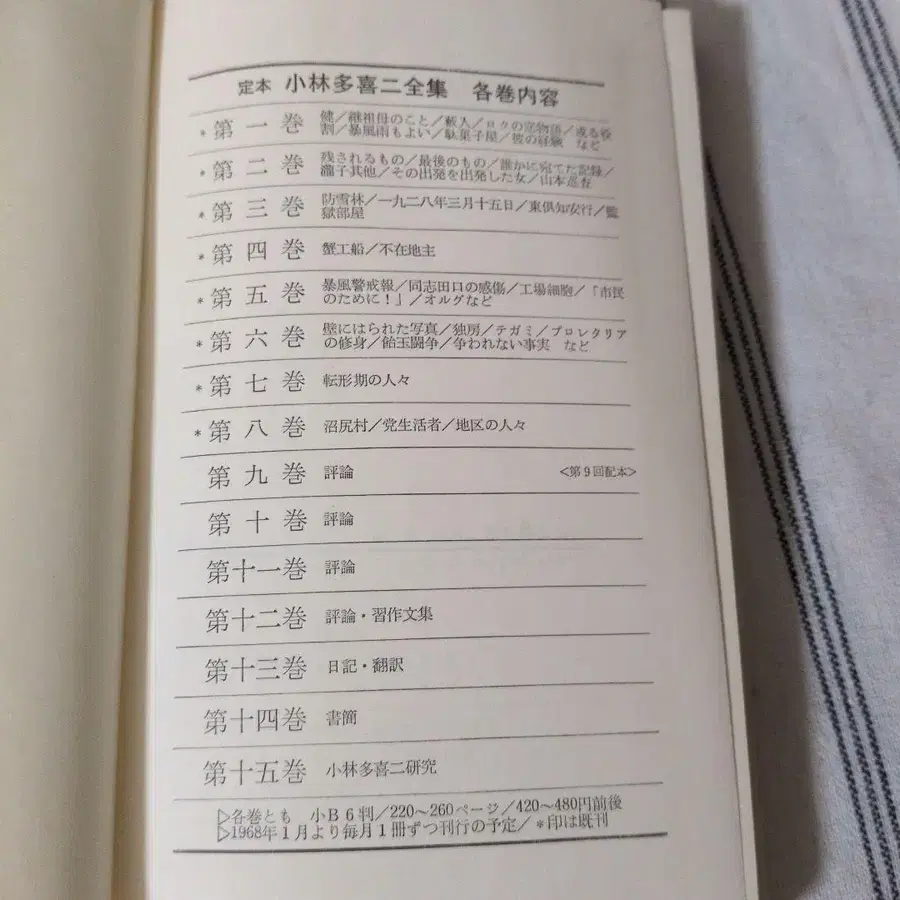 定本 小林多喜二全集 各巻内容
*第一巻 健／継祖母のこと／藪入／ロクの恋物語／或る役
割／暴風雨もよい／駄菓子屋／彼の経験 など
*第二巻 残されるもの／最後のもの／誰かに宛てた記録／
瀧子其他／その出発を出発した女／山本巡査
*第三巻 防雪林／一九二八年三月十五日／東倶知安行／監
獄部屋
*第四巻 蟹工船／不在地主
*第五巻 暴風警戒報／同志田口の感傷／工場細胞／「市民
のために！」／オルグなど
*第六巻 壁にはられた写真／独房／テガミ／プロレタリア
の修身／飴玉闘争／争われない事実 など
*第七巻 転形期の人々
*第八巻 沼尻村／党生活者／地区の人々
第九巻 評論 <第9回配本>
第十巻 評論
第十一巻 評論
第十二巻 評論・習作文集
第十三巻 日記・翻訳
第十四巻 書簡
第十五巻 小林多喜二研究
▷各巻とも 小B6判／220〜260ページ／420〜480円前後
▷1968年1月より毎月1冊ずつ刊行の予定／*印は既刊